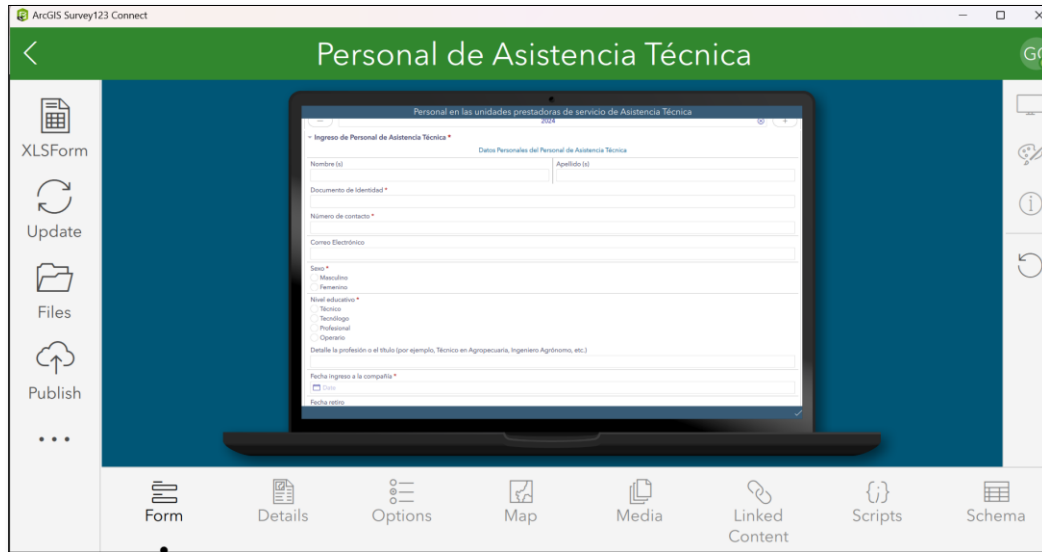 ArcGIS Survey123 Connect
Personal de Asistencia Técnica
XLSForm
Update
Files
Publish
Personal en las unidades prestadoras de servicio de Asistencia Técnica
2024
Ingreso de Personal de Asistencia Técnica *
Datos Personales del Personal de Asistencia Técnica
Nombre (s) Apellido (s)
Documento de Identidad *
Número de contacto *
Correo Electrónico
Sexo *
Masculino
Femenino
Nivel educativo *
Técnico
Tecnólogo
Profesional
Operario
Detalle la profesión o el título (por ejemplo, Técnico en Agropecuaria, Ingeniero Agrónomo, etc.)
Fecha ingreso a la compañía *
Date
Fecha retiro
Form Details Options Map Media Linked Content Scripts Schema